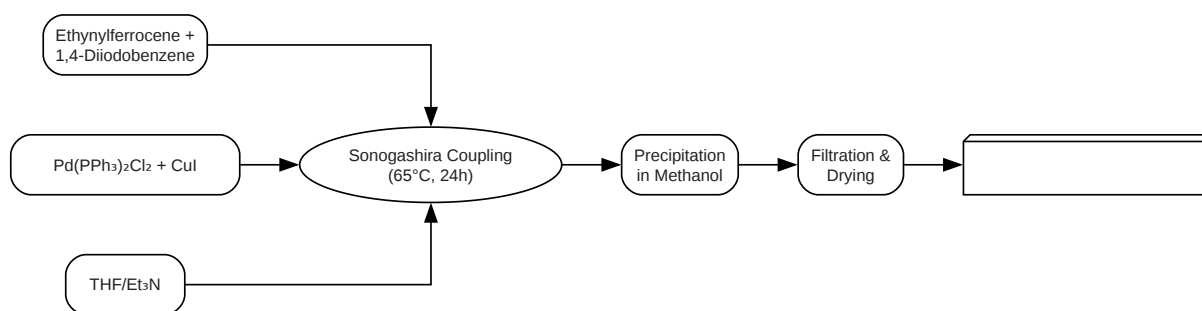 Ethynylferrocene +
1,4-Diiodobenzene
Pd(PPh₃)₂Cl₂ + CuI
THF/Et₃N
Sonogashira Coupling
(65°C, 24h)
Precipitation
in Methanol
Filtration &
Drying